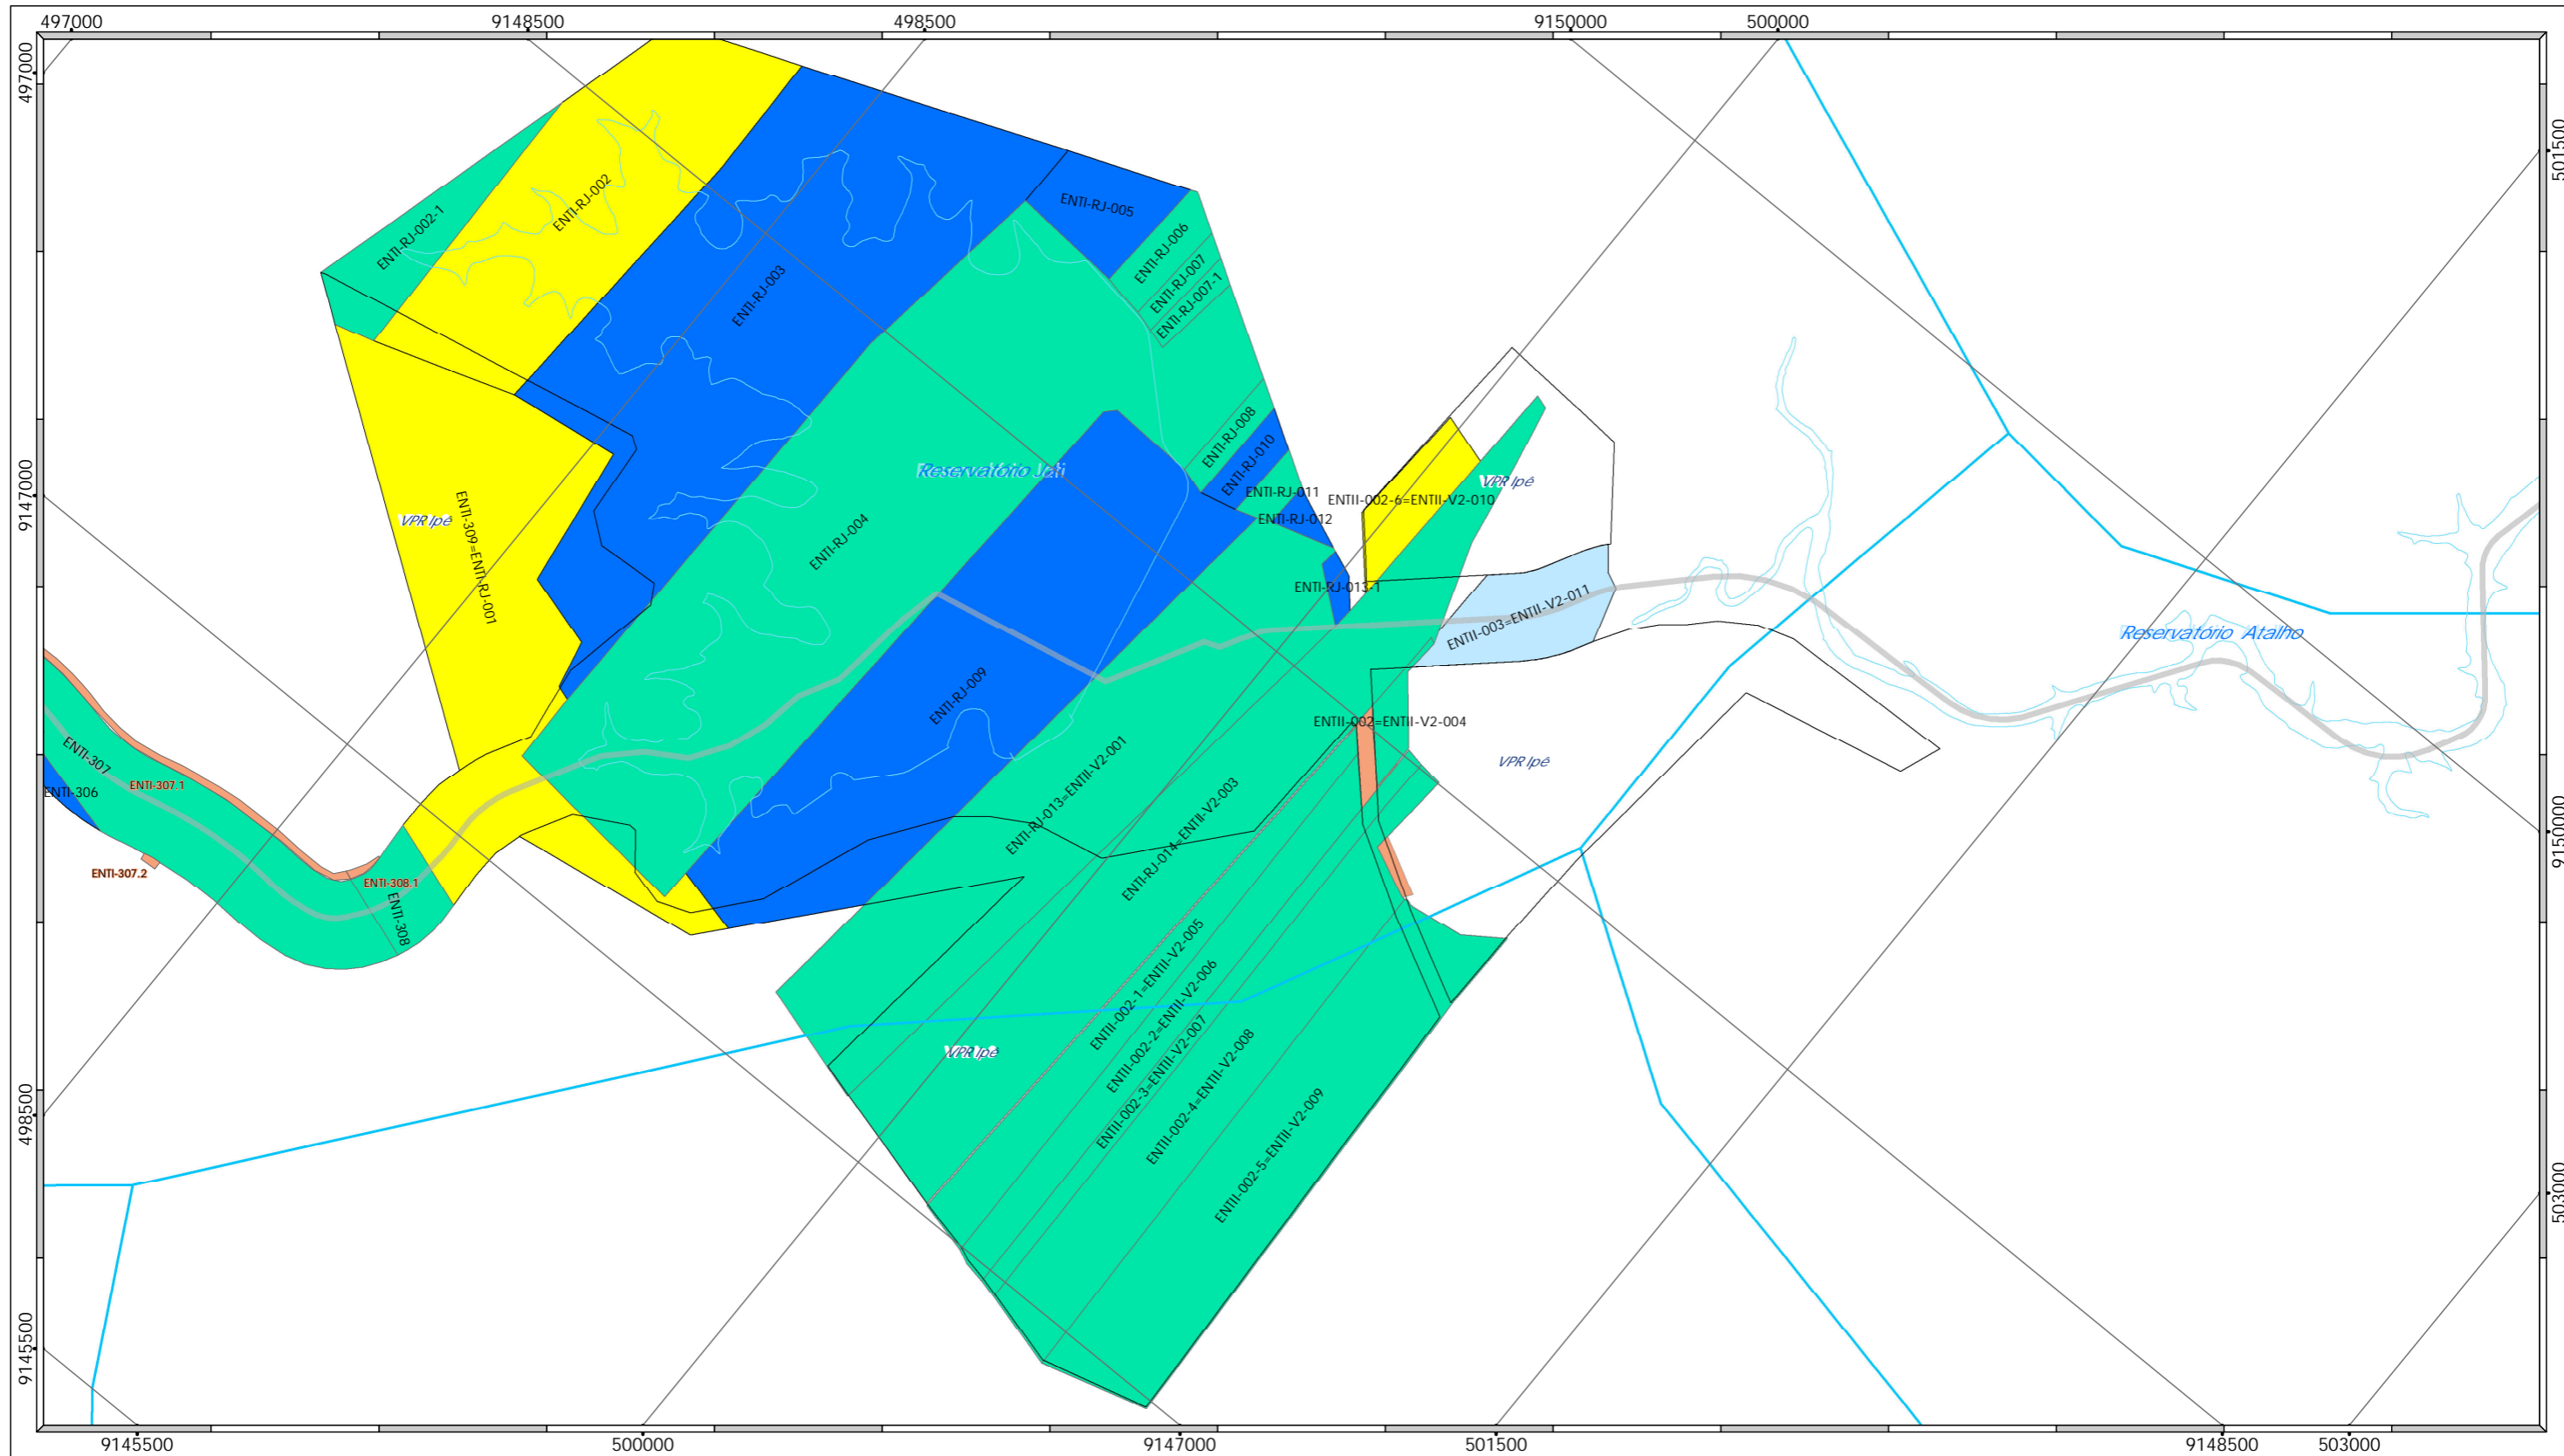 497000
9148500
498500
9150000
500000
497000
501500
ENTI-RJ-002
ENTI-RJ-005
ENTI-RJ-002-1
ENTI-RJ-006
ENTI-RJ-007
ENTI-RJ-003
ENTI-RJ-007-1
ENTI-RJ-008
ENTI-RJ-010
Reservatório Jati
VPR Ipê
9147000
ENTI-RJ-011
ENTII-002-6=ENTII-V2-010
VPR Ipê
ENTI-RJ-012
ENTI-RJ-004
ENTI-309=ENTI-RJ-001
ENTI-RJ-013-1
ENTII-003=ENTII-V2-011
Reservatório Atalho
ENTI-RJ-009
ENTII-002=ENTII-V2-004
ENTI-307
VPR Ipê
ENTI-307.1
ENTI-306
ENTI-RJ-013=ENTII-V2-001
ENTI-RJ-014=ENTII-V2-003
9150000
ENTI-307.2
ENTI-308.1
ENTI-308
ENTII-002-1=ENTII-V2-005
ENTII-002-2=ENTII-V2-006
VPR Ipê
ENTII-002-3=ENTII-V2-007
ENTII-002-4=ENTII-V2-008
498500
ENTII-002-5=ENTII-V2-009
503000
9145500
9145500
500000
9147000
501500
9148500
503000